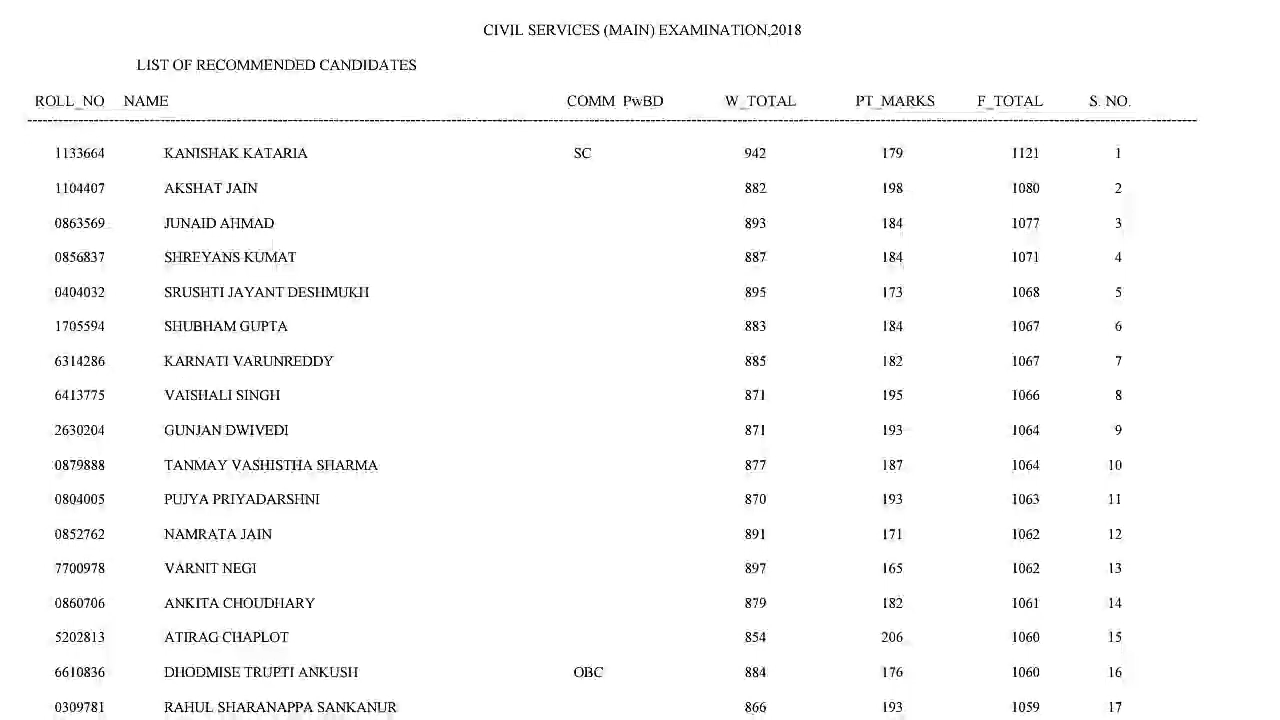 CIVIL SERVICES (MAIN) EXAMINATION,2018
LIST OF RECOMMENDED CANDIDATES
ROLL_NO NAME COMM PwBD W_TOTAL PT_MARKS F_TOTAL S. NO.
1133664 KANISHAK KATARIA SC 942 179 1121 1
1104407 AKSHAT JAIN 882 198 1080 2
0863569 JUNAID AHMAD 893 184 1077 3
0856837 SHREYANS KUMAT 887 184 1071 4
0404032 SRUSHTI JAYANT DESHMUKH 895 173 1068 5
1705594 SHUBHAM GUPTA 883 184 1067 6
6314286 KARNATI VARUNREDDY 885 182 1067 7
6413775 VAISHALI SINGH 871 195 1066 8
2630204 GUNJAN DWIVEDI 871 193 1064 9
0879888 TANMAY VASHISTHA SHARMA 877 187 1064 10
0804005 PUJYA PRIYADARSHNI 870 193 1063 11
0852762 NAMRATA JAIN 891 171 1062 12
7700978 VARNIT NEGI 897 165 1062 13
0860706 ANKITA CHOUDHARY 879 182 1061 14
5202813 ATIRAG CHAPLOT 854 206 1060 15
6610836 DHODMISE TRUPTI ANKUSH OBC 884 176 1060 16
0309781 RAHUL SHARANAPPA SANKANUR 866 193 1059 17